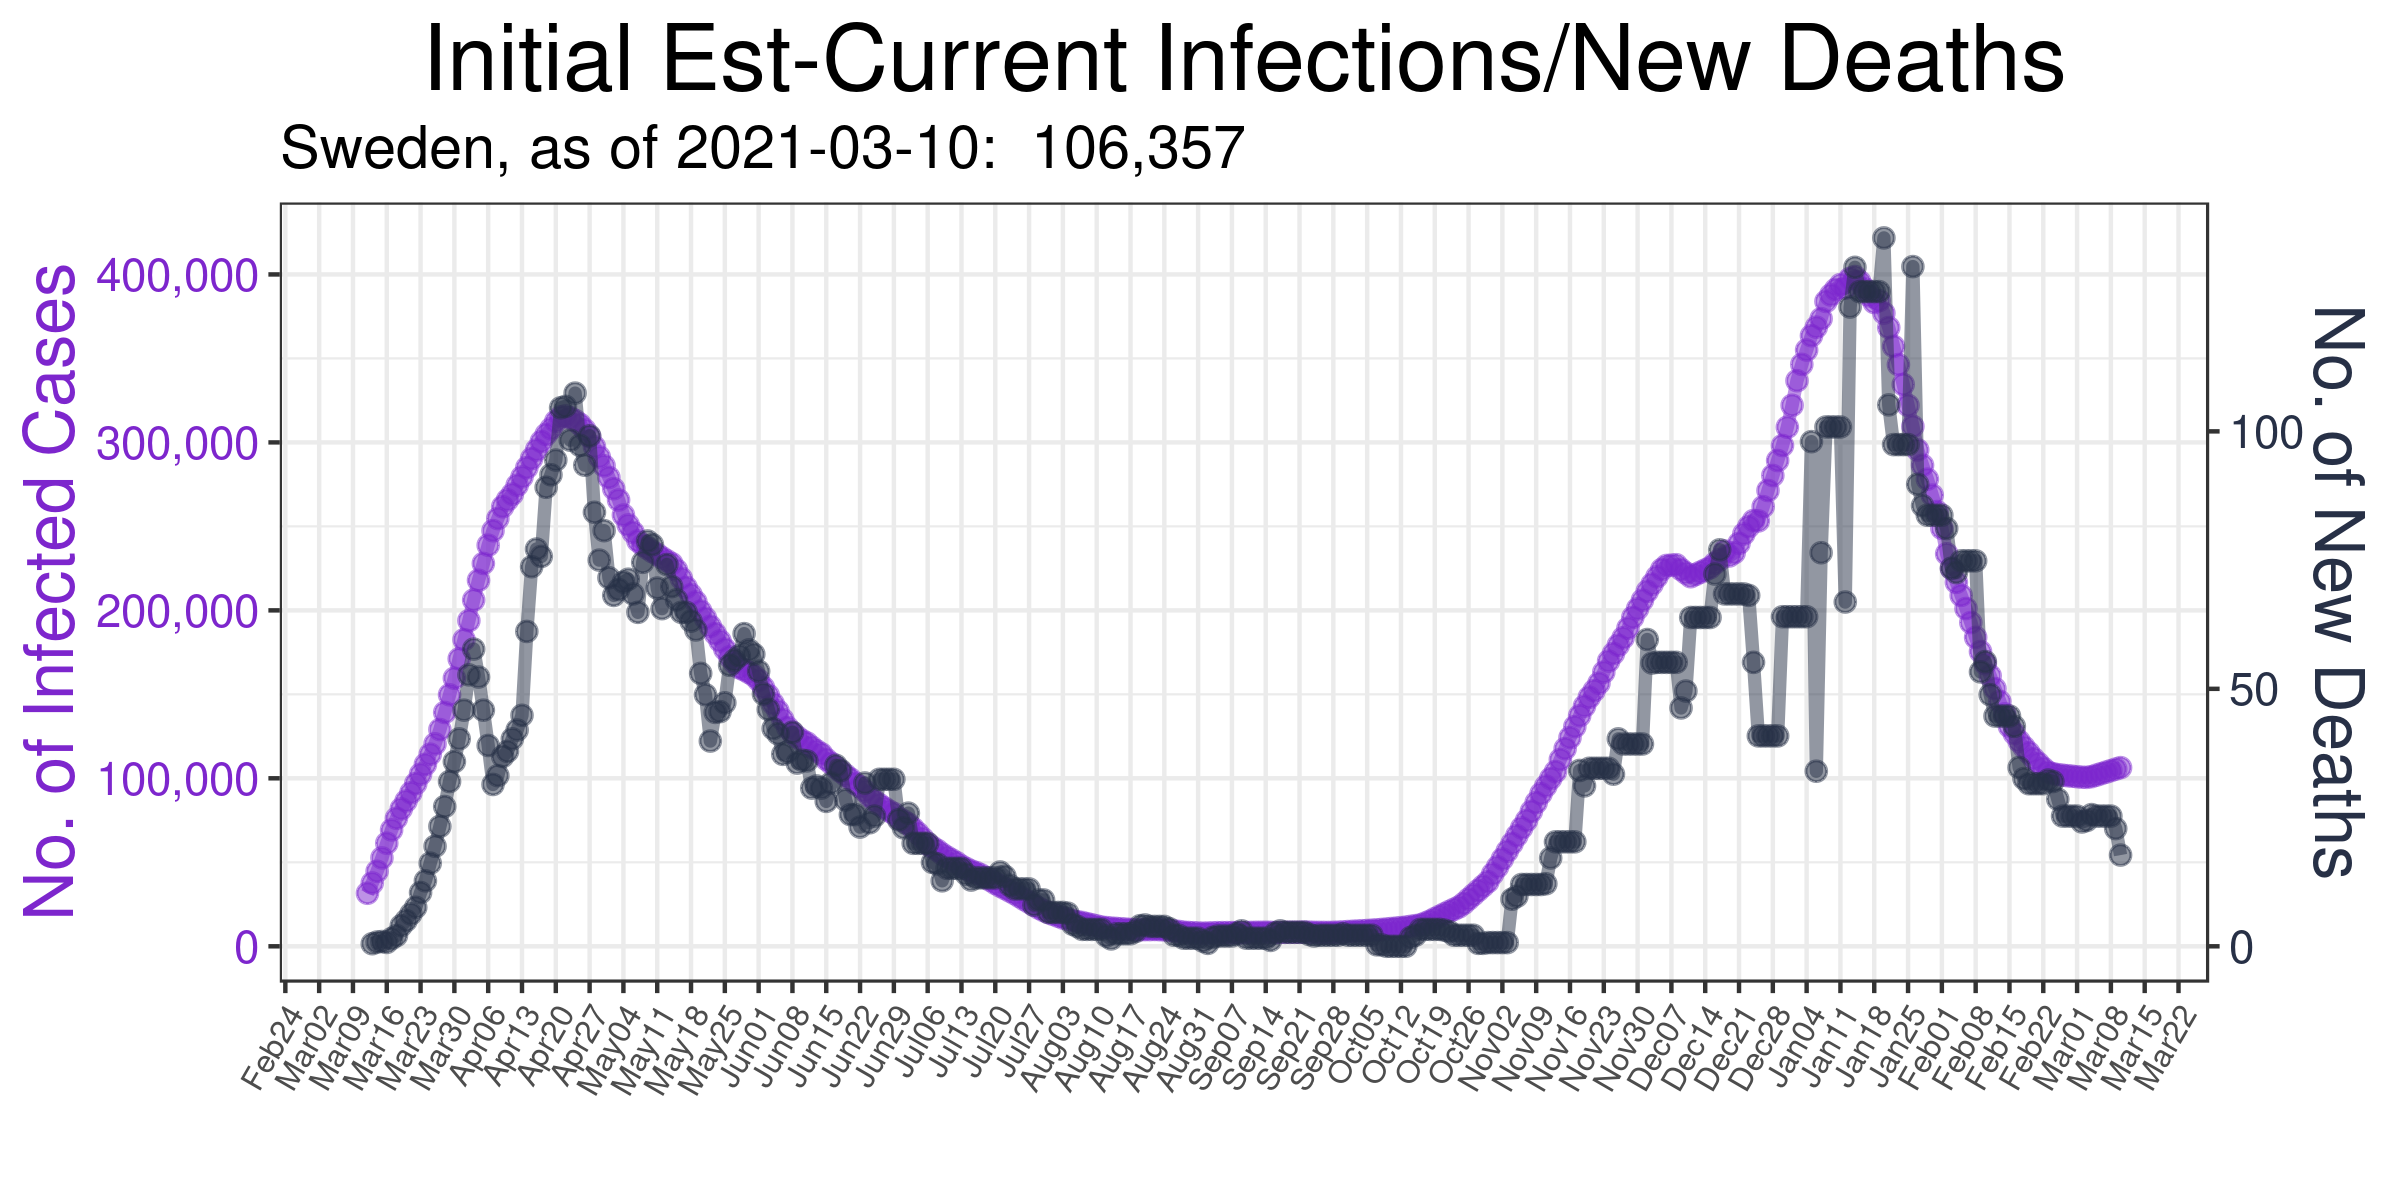 Initial Est-Current Infections/New Deaths
Sweden, as of 2021-03-10:  106,357
No. of Infected Cases
400,000
300,000
200,000
100,000
0
100
50
0
No. of New Deaths
Feb24
Mar02
Mar09
Mar16
Mar23
Mar30
Apr06
Apr13
Apr20
Apr27
May04
May11
May18
May25
Jun01
Jun08
Jun15
Jun22
Jun29
Jul06
Jul13
Jul20
Jul27
Aug03
Aug10
Aug17
Aug24
Aug31
Sep07
Sep14
Sep21
Sep28
Oct05
Oct12
Oct19
Oct26
Nov02
Nov09
Nov16
Nov23
Nov30
Dec07
Dec14
Dec21
Dec28
Jan04
Jan11
Jan18
Jan25
Feb01
Feb08
Feb15
Feb22
Mar01
Mar08
Mar15
Mar22